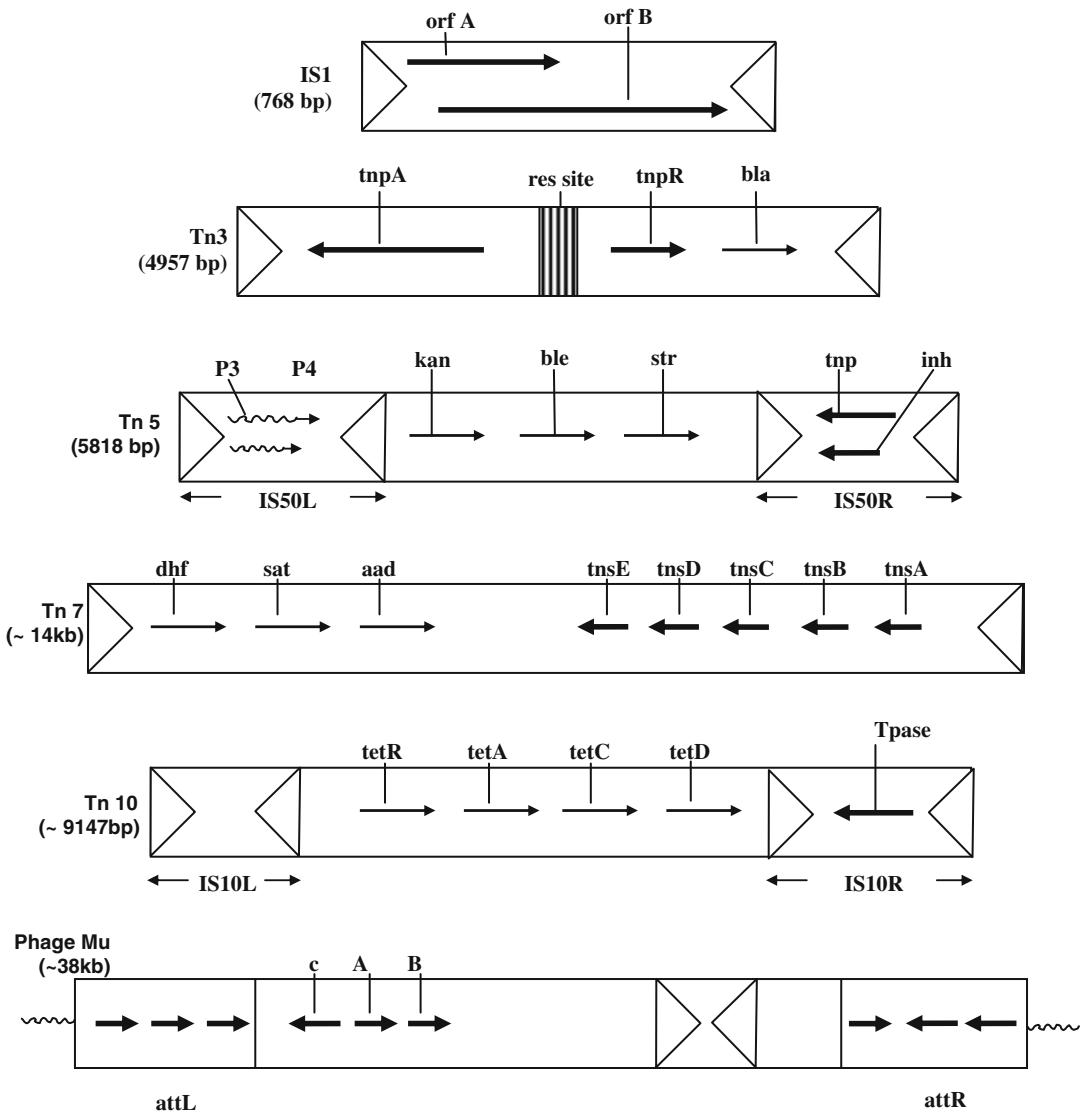 orf A orf B
IS1
(768 bp)
tnpA res site tnpR bla
Tn3
(4957 bp)
P3 P4 kan ble str tnp inh
Tn 5
(5818 bp)
IS50L IS50R
dhf sat aad tnsE tnsD tnsC tnsB tnsA
Tn 7
(~ 14kb)
Tpase
tetR tetA tetC tetD
Tn 10
(~ 9147bp)
IS10L IS10R
Phage Mu
(~38kb) c A B
attL attR